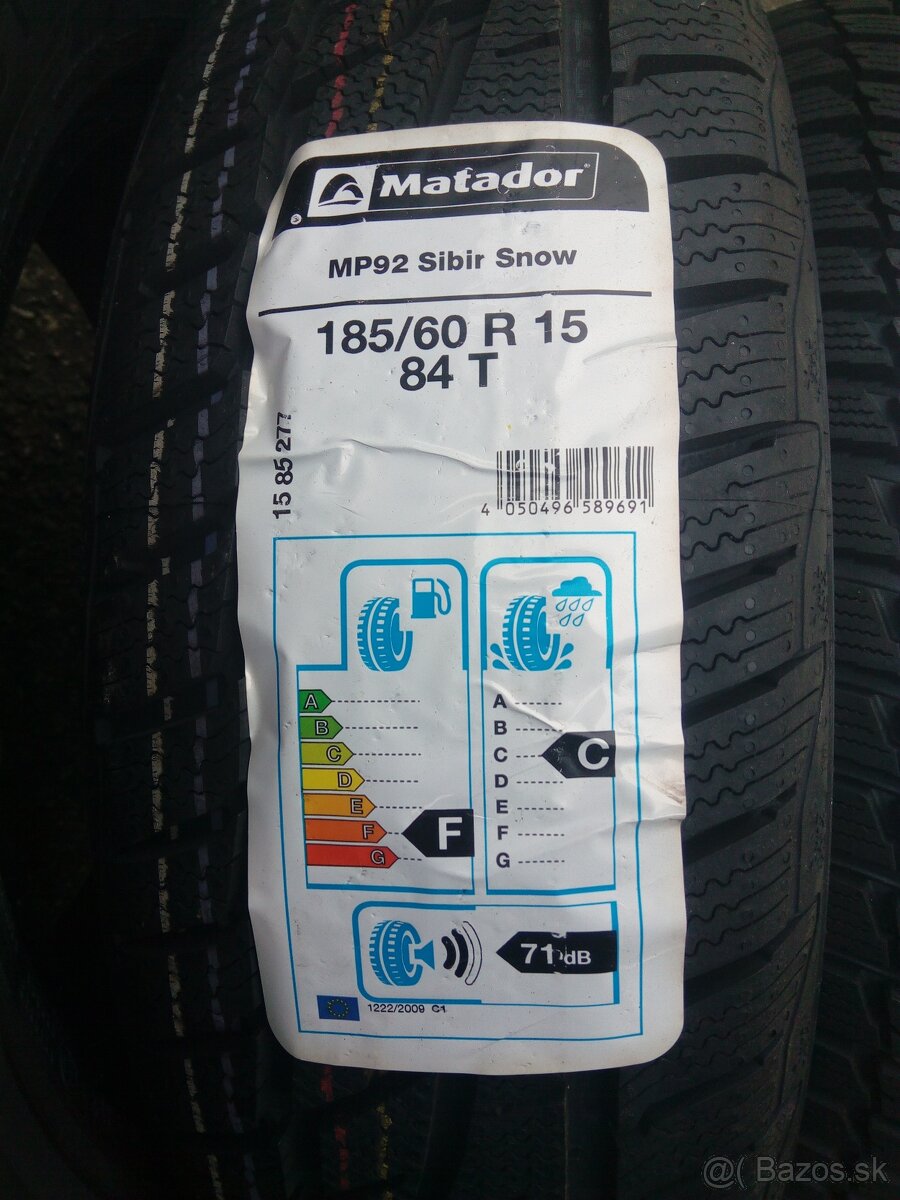 Matador
MP92 Sibir Snow
185/60 R 15
84 T
15 85 277
4 050496 589691
A
B
C
D
E
F
G
F
A
B
C
D
E
F
G
C
71 dB
1222/2009 C1
@( Bazos.sk